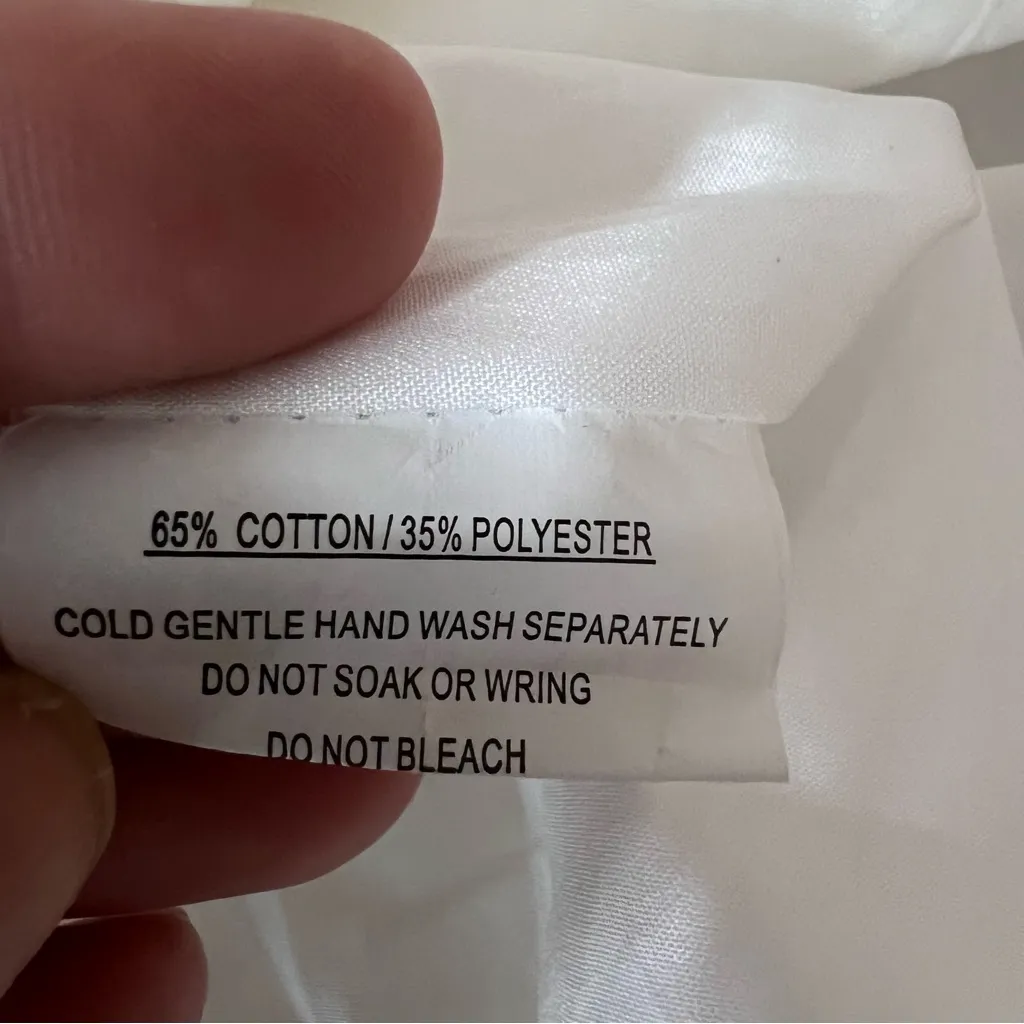 65% COTTON / 35% POLYESTER
COLD GENTLE HAND WASH SEPARATELY
DO NOT SOAK OR WRING
DO NOT BLEACH